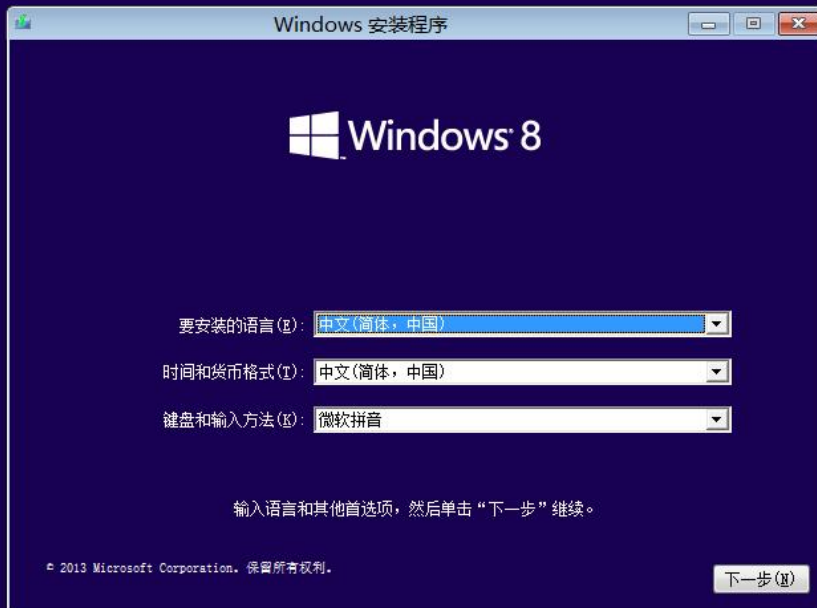 Windows 安装程序
Windows 8
要安装的语言(E): 中文(简体，中国)
时间和货币格式(T): 中文(简体，中国)
键盘和输入方法(K): 微软拼音
输入语言和其他首选项，然后单击“下一步”继续。
© 2013 Microsoft Corporation. 保留所有权利.
下一步(N)